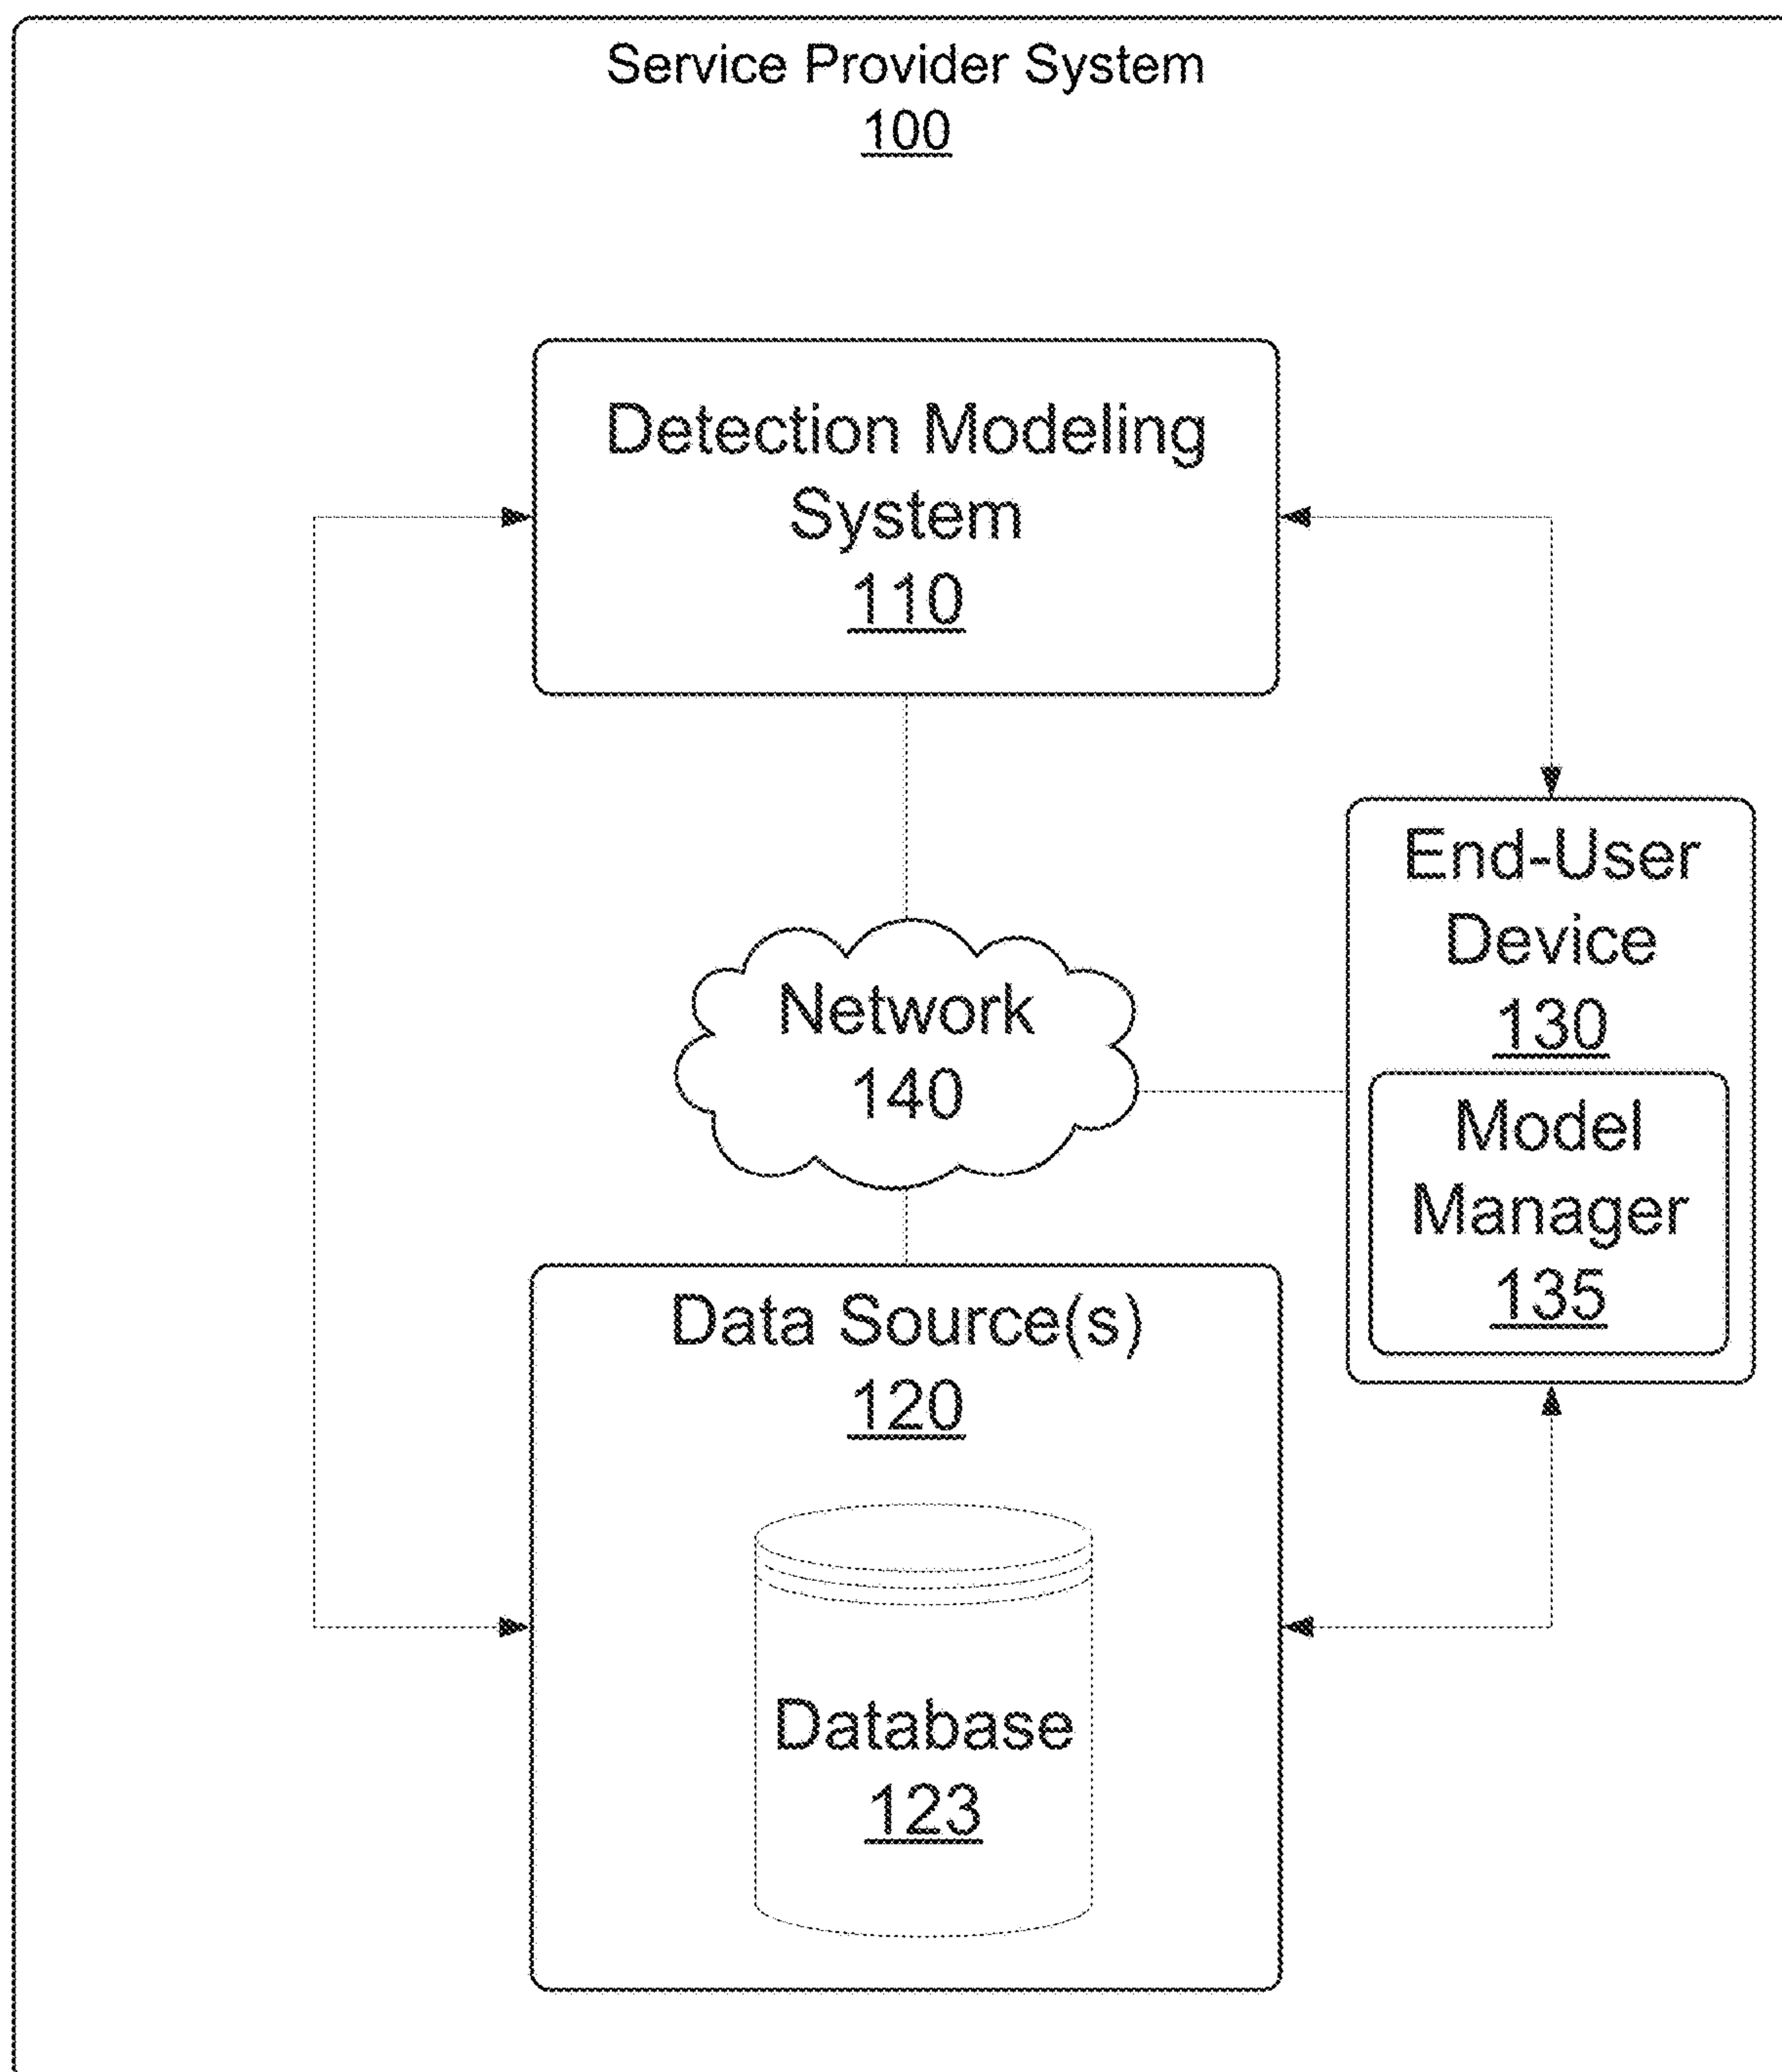 Service Provider System
100
Detection Modeling
System
110
End-User
Device
130
Network
140
Model
Manager
135
Data Source(s)
120
Database
123